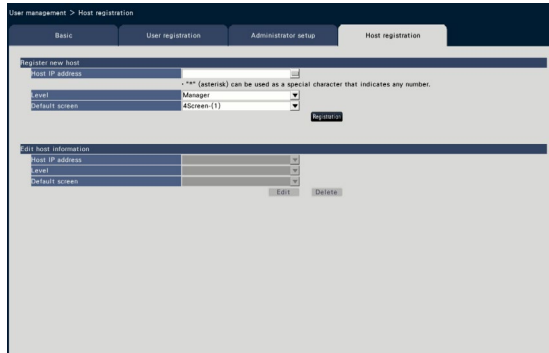 User management > Host registration
Basic
User registration
Administrator setup
Host registration
Register new host
Host IP address
· "*" (asterisk) can be used as a special character that indicates any number.
Level
Manager
Default screen
4Screen-(1)
Registration
Edit host information
Host IP address
Level
Default screen
Edit
Delete